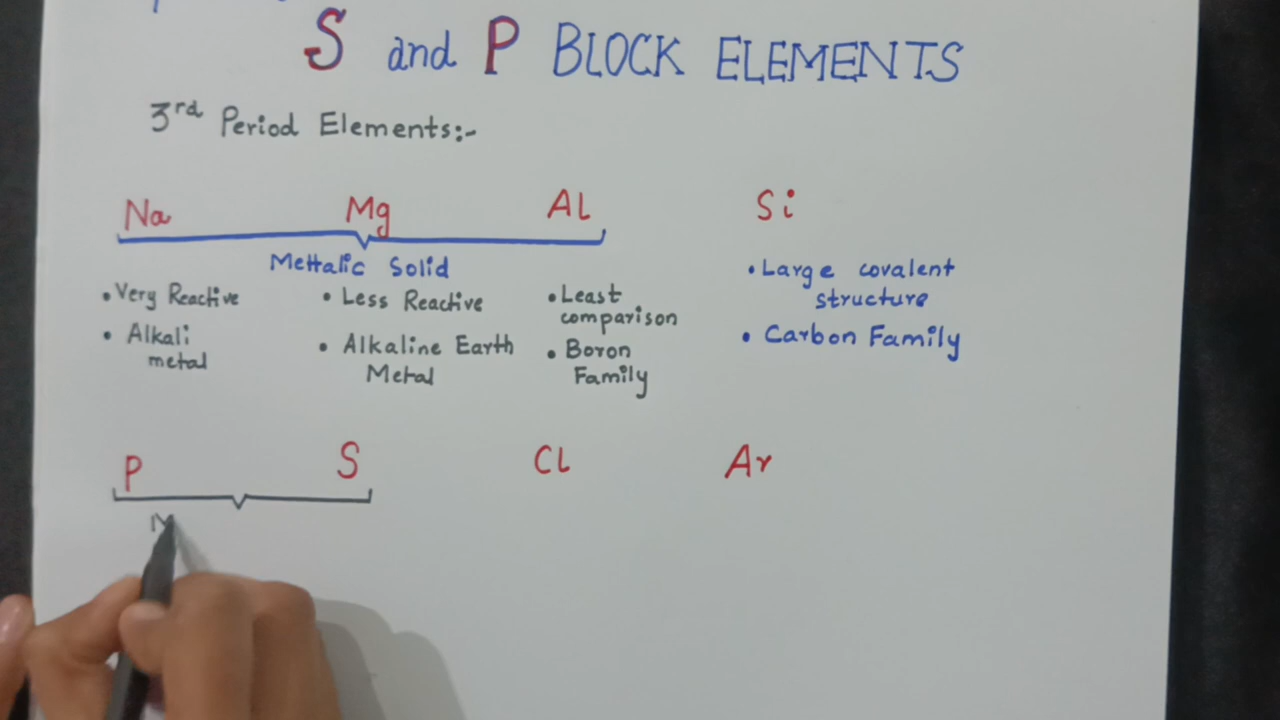 S and P BLOCK ELEMENTS
3rd Period Elements:-
Na Mg AL Si
Mettalic Solid
• Very Reactive
• Alkali
metal
• Less Reactive
• Alkaline Earth
Metal
• Least
comparison
• Boron
Family
• Large covalent
structure
• Carbon Family
P S CL Ar